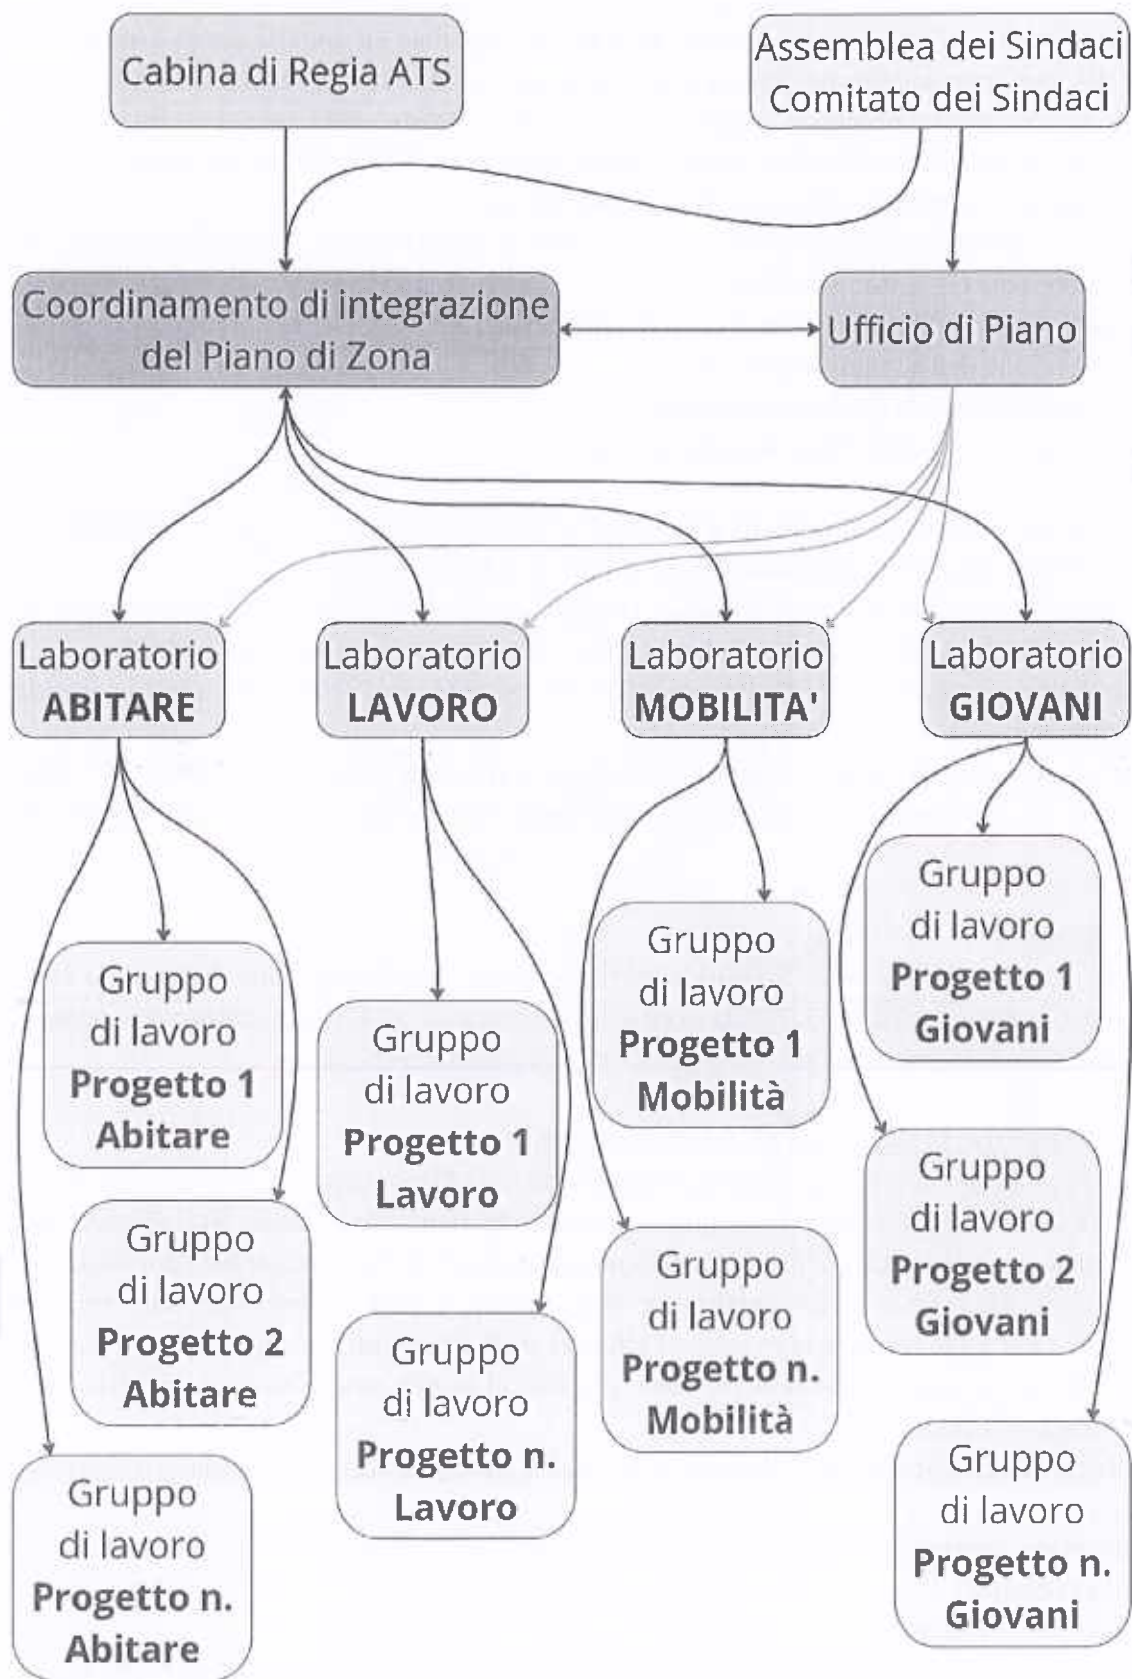 Cabina di Regia ATS
Assemblea dei Sindaci
Comitato dei Sindaci
Coordinamento di integrazione
del Piano di Zona
Ufficio di Piano
Laboratorio
ABITARE
Laboratorio
LAVORO
Laboratorio
MOBILITA'
Laboratorio
GIOVANI
Gruppo
di lavoro
Progetto 1
Abitare
Gruppo
di lavoro
Progetto 2
Abitare
Gruppo
di lavoro
Progetto n.
Abitare
Gruppo
di lavoro
Progetto 1
Lavoro
Gruppo
di lavoro
Progetto n.
Lavoro
Gruppo
di lavoro
Progetto 1
Mobilità
Gruppo
di lavoro
Progetto n.
Mobilità
Gruppo
di lavoro
Progetto 1
Giovani
Gruppo
di lavoro
Progetto 2
Giovani
Gruppo
di lavoro
Progetto n.
Giovani